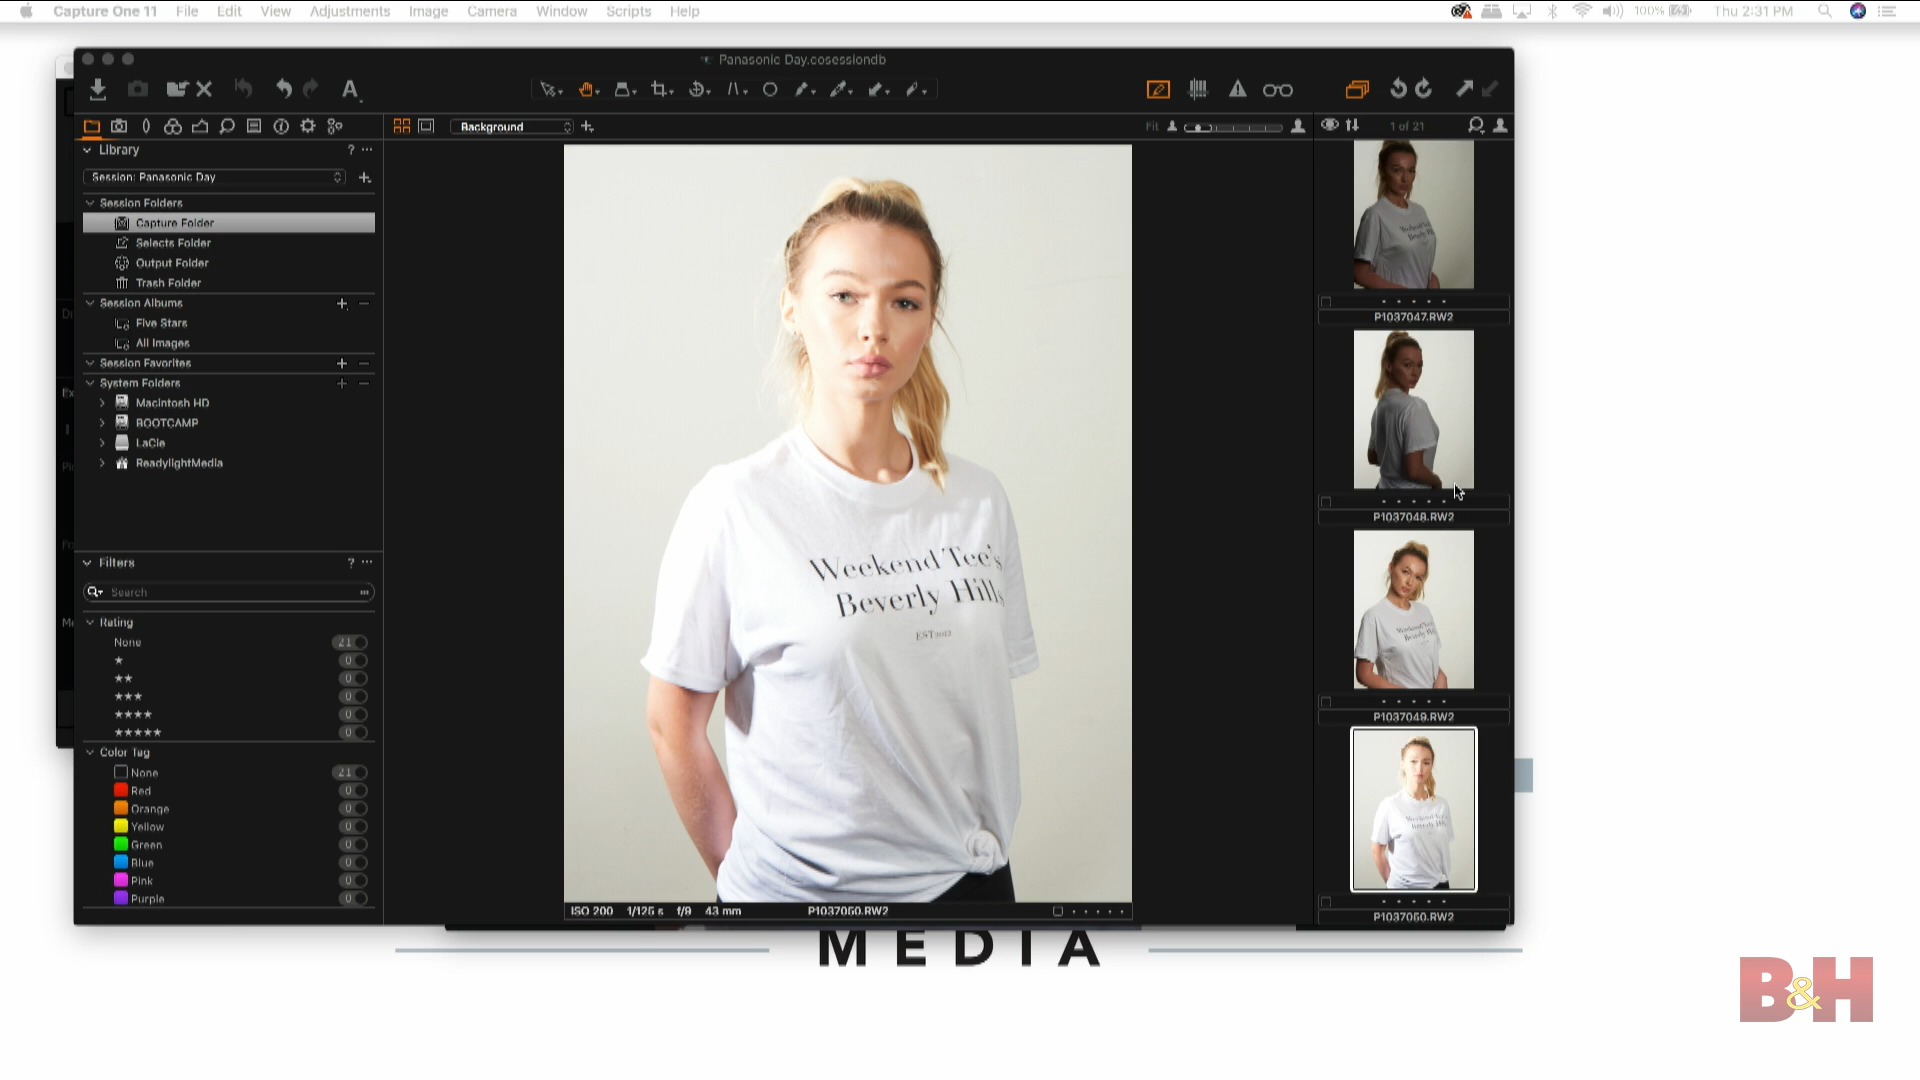 Capture One 11 File Edit View Adjustments Image Camera Window Scripts Help 100% Thu 2:31 PM
Panasonic Day.cosessiondb
A
Background
Fit
1 of 21
Library ? ...
Session: Panasonic Day
Session Folders
Capture Folder
Selects Folder
Output Folder
Trash Folder
Session Albums
Five Stars
All Images
Session Favorites
System Folders
Macintosh HD
BOOTCAMP
LaCie
ReadylightMedia
Filters ? ...
Search
Rating
None 21
★ 0
★★ 0
★★★ 0
★★★★ 0
★★★★★ 0
Color Tag
None 21
Red 0
Orange 0
Yellow 0
Green 0
Blue 0
Pink 0
Purple 0
Weekend Tee's
Beverly Hills
EST 2012
ISO 200 1/125 s f/9 43 mm P1037050.RW2
P1037047.RW2
P1037048.RW2
P1037049.RW2
P1037050.RW2
MEDIA
B&H